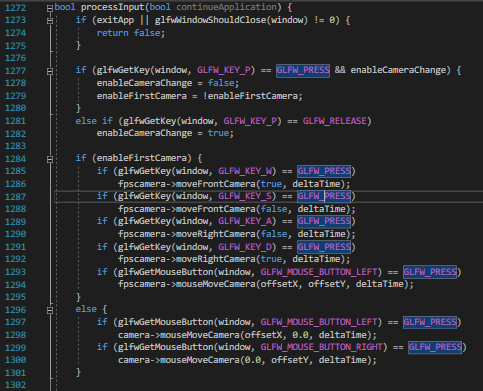 1272 bool processInput(bool continueApplication) {
1273 if (exitApp || glfwWindowShouldClose(window) != 0) {
1274 return false;
1275 }
1276
1277 if (glfwGetKey(window, GLFW_KEY_P) == GLFW_PRESS && enableCameraChange) {
1278 enableCameraChange = false;
1279 enableFirstCamera = !enableFirstCamera;
1280 }
1281 else if (glfwGetKey(window, GLFW_KEY_P) == GLFW_RELEASE)
1282 enableCameraChange = true;
1283
1284 if (enableFirstCamera) {
1285 if (glfwGetKey(window, GLFW_KEY_W) == GLFW_PRESS)
1286 fpscamera->moveFrontCamera(true, deltaTime);
1287 if (glfwGetKey(window, GLFW_KEY_S) == GLFW_PRESS)
1288 fpscamera->moveFrontCamera(false, deltaTime);
1289 if (glfwGetKey(window, GLFW_KEY_A) == GLFW_PRESS)
1290 fpscamera->moveRightCamera(false, deltaTime);
1291 if (glfwGetKey(window, GLFW_KEY_D) == GLFW_PRESS)
1292 fpscamera->moveRightCamera(true, deltaTime);
1293 if (glfwGetMouseButton(window, GLFW_MOUSE_BUTTON_LEFT) == GLFW_PRESS)
1294 fpscamera->mouseMoveCamera(offsetX, offsetY, deltaTime);
1295 }
1296 else {
1297 if (glfwGetMouseButton(window, GLFW_MOUSE_BUTTON_LEFT) == GLFW_PRESS)
1298 camera->mouseMoveCamera(offsetX, 0.0, deltaTime);
1299 if (glfwGetMouseButton(window, GLFW_MOUSE_BUTTON_RIGHT) == GLFW_PRESS)
1300 camera->mouseMoveCamera(0.0, offsetY, deltaTime);
1301 }
1302